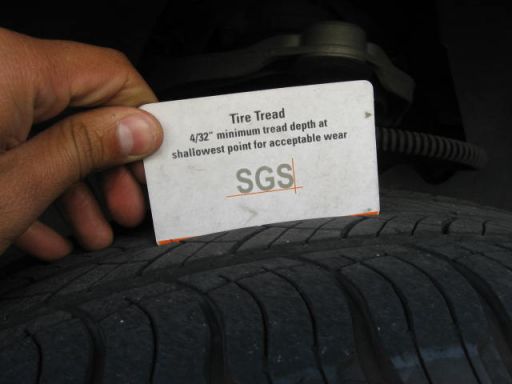 Tire Tread
4/32" minimum tread depth at
shallowest point for acceptable wear
SGS